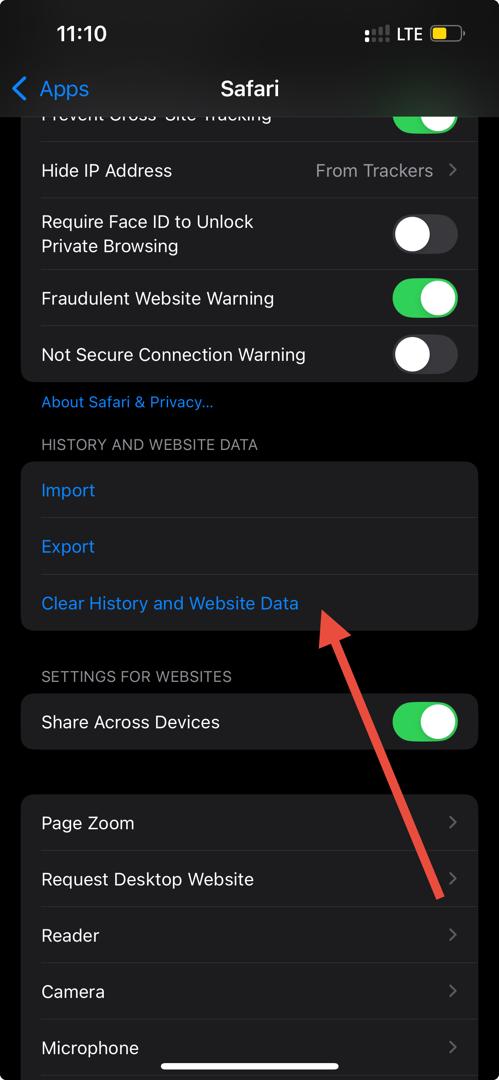 11:10
LTE
Apps
Safari
Prevent Cross-Site Tracking
Hide IP Address
From Trackers
Require Face ID to Unlock
Private Browsing
Fraudulent Website Warning
Not Secure Connection Warning
About Safari & Privacy...
HISTORY AND WEBSITE DATA
Import
Export
Clear History and Website Data
SETTINGS FOR WEBSITES
Share Across Devices
Page Zoom
Request Desktop Website
Reader
Camera
Microphone